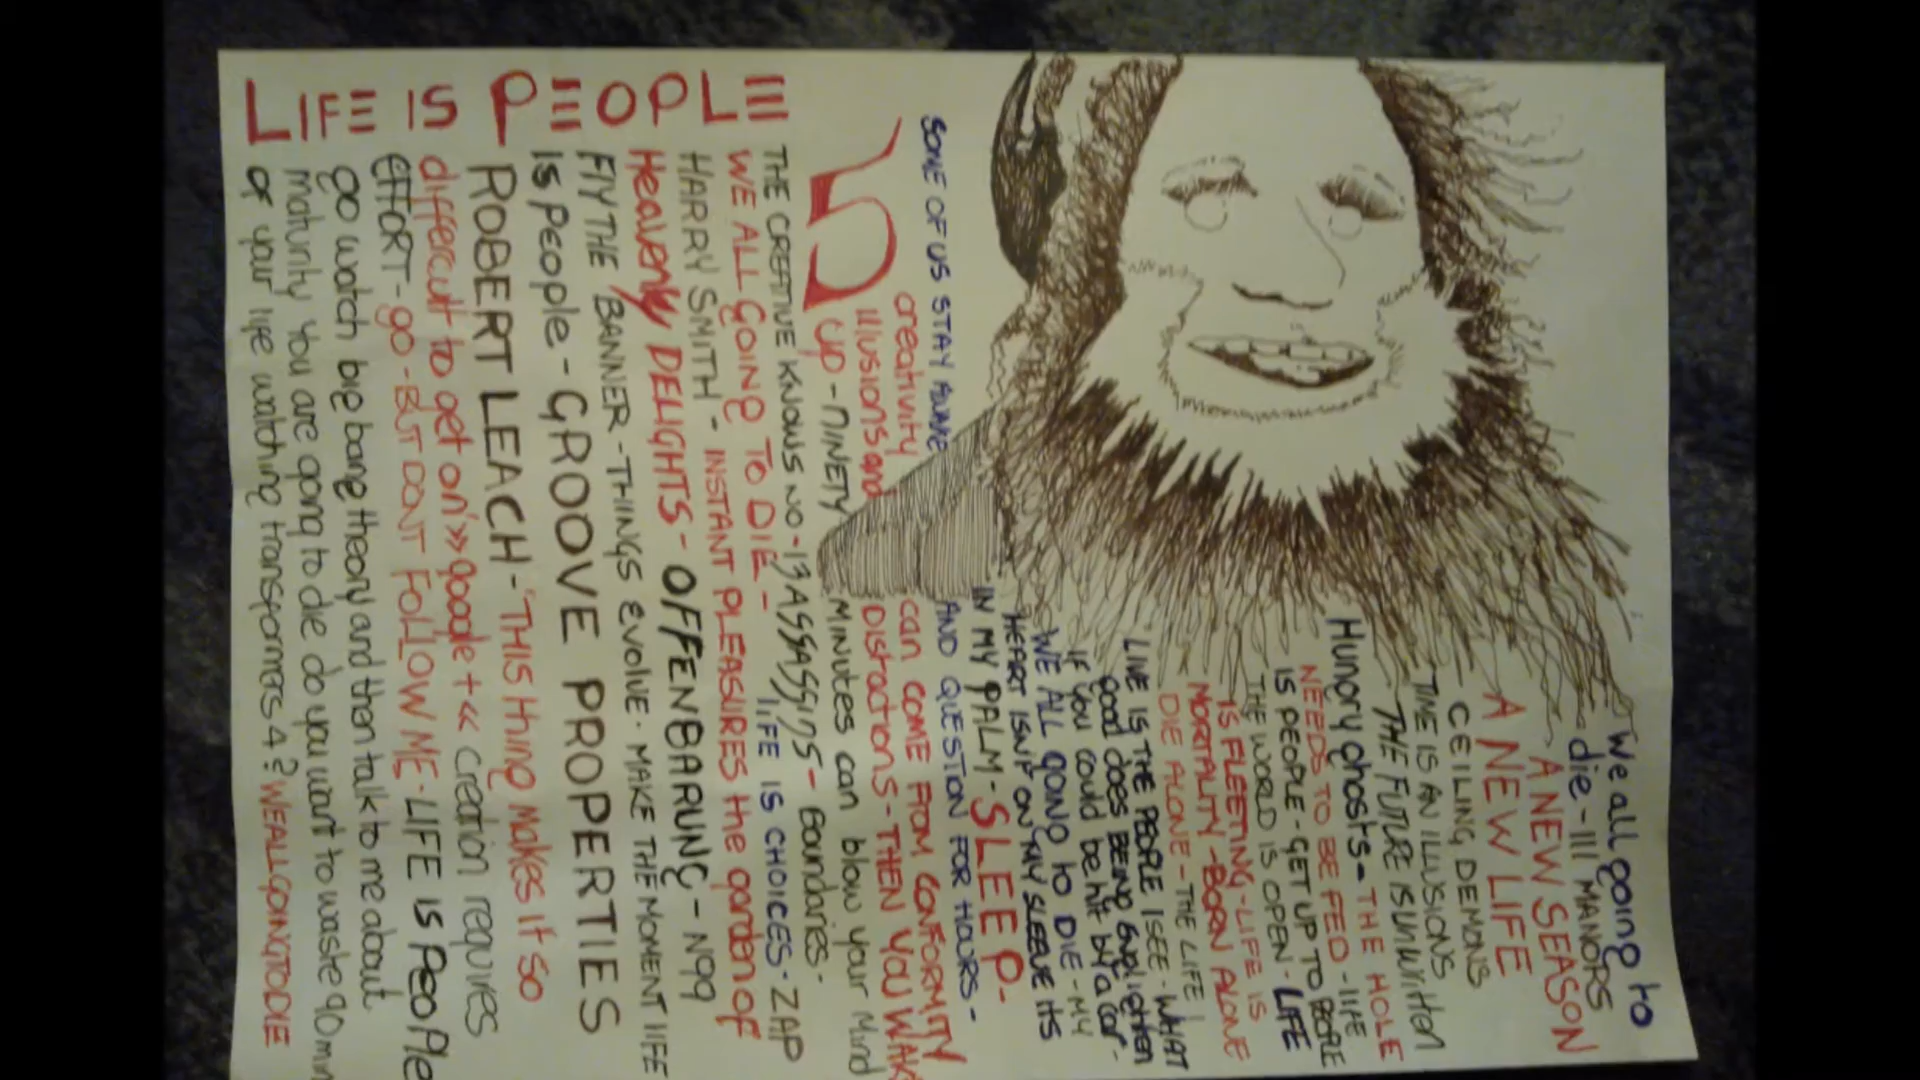 We all going to
die - Ill MANORS
A NEW SEASON
A NEW LIFE
CEILING DEMONS
TIME IS AN ILLUSIONS
THE FUTURE IS UNWRITTEN
Hungry ghosts - THE HOLE
NEEDS TO BE FED - life
IS PEOPLE - GET UP TO
THE WORLD IS OPEN - LIFE
IS FLEETING - LIFE IS
MORTALITY - BORN ALONE
DIE ALONE - THE LIFE I
LIVE IS THE PEOPLE I SEE - WHAT
good does BEING enlighten
if you could be hit by a car -
WE ALL GOING to DIE - MY
HEART ISN'T ON MY SLEEVE ITS
IN MY PALM - SLEEP -
SOME OF US STAY AWAKE AND QUESTION FOR HOURS -
creativity can COME FROM CONFORMITY
illusions and DISTRACTIONS - THEN YOU WAKE
UP - NINETY MINUTES can blow your Mind
THE CREATIVE KNOWS NO - 13 ASSASSINS - Boundaries -
WE ALL GOING TO DIE - LIFE IS CHOICES - ZAP
HARRY SMITH - INSTANT PLEASURES the garden of
Heavenly DELIGHTS - OFFENBARUNG - N99
FLY THE BANNER - THINGS evolve - MAKE THE MOMENT LIFE
is people - GROOVE PROPERTIES
ROBERT LEACH - 'THIS thing makes it so
differcult to get on' >> google + << creation requires
EFFORT - go - BUT DONT FOLLOW ME - LIFE is People
go watch big bang theory and then talk to me about
maturity you are going to die do you want to waste 90 min
of your life watching transformers 4? WEALLGOINGTODIE
LIFE IS PEOPLE